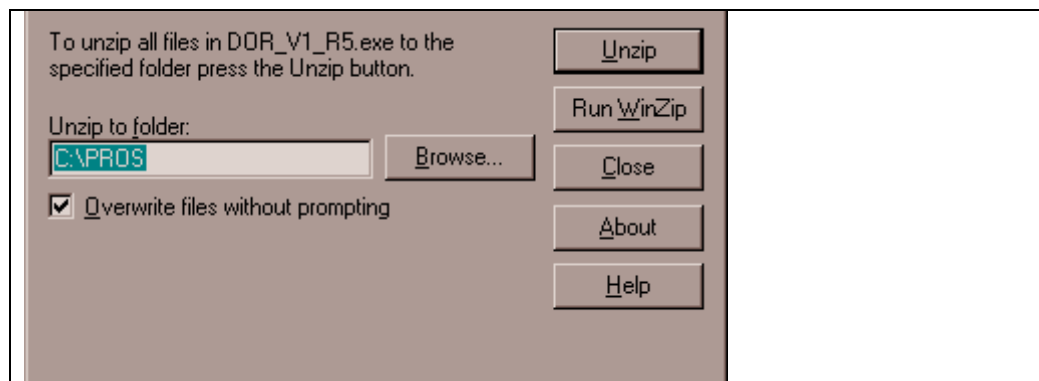 To unzip all files in DOR_V1_R5.exe to the
specified folder press the Unzip button.
Unzip to folder:
C:\PROS
Browse...
Overwrite files without prompting
Unzip
Run WinZip
Close
About
Help